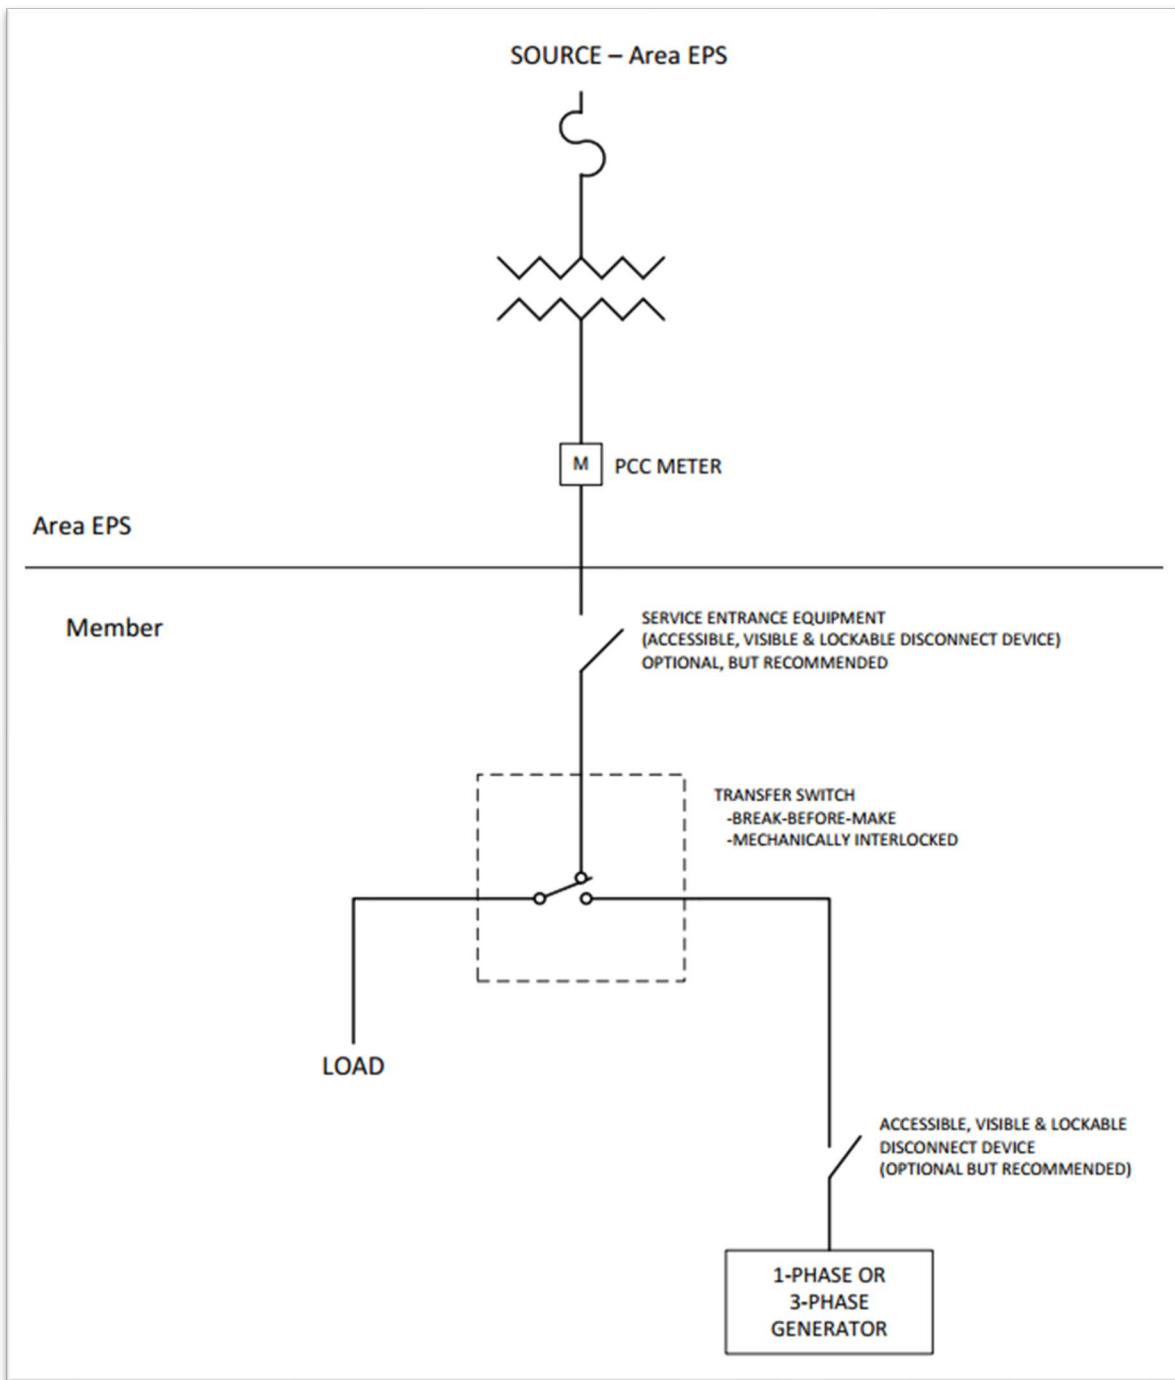 SOURCE – Area EPS
M
PCC METER
Area EPS
Member
SERVICE ENTRANCE EQUIPMENT
(ACCESSIBLE, VISIBLE & LOCKABLE DISCONNECT DEVICE)
OPTIONAL, BUT RECOMMENDED
TRANSFER SWITCH
-BREAK-BEFORE-MAKE
-MECHANICALLY INTERLOCKED
LOAD
ACCESSIBLE, VISIBLE & LOCKABLE
DISCONNECT DEVICE
(OPTIONAL BUT RECOMMENDED)
1-PHASE OR
3-PHASE
GENERATOR